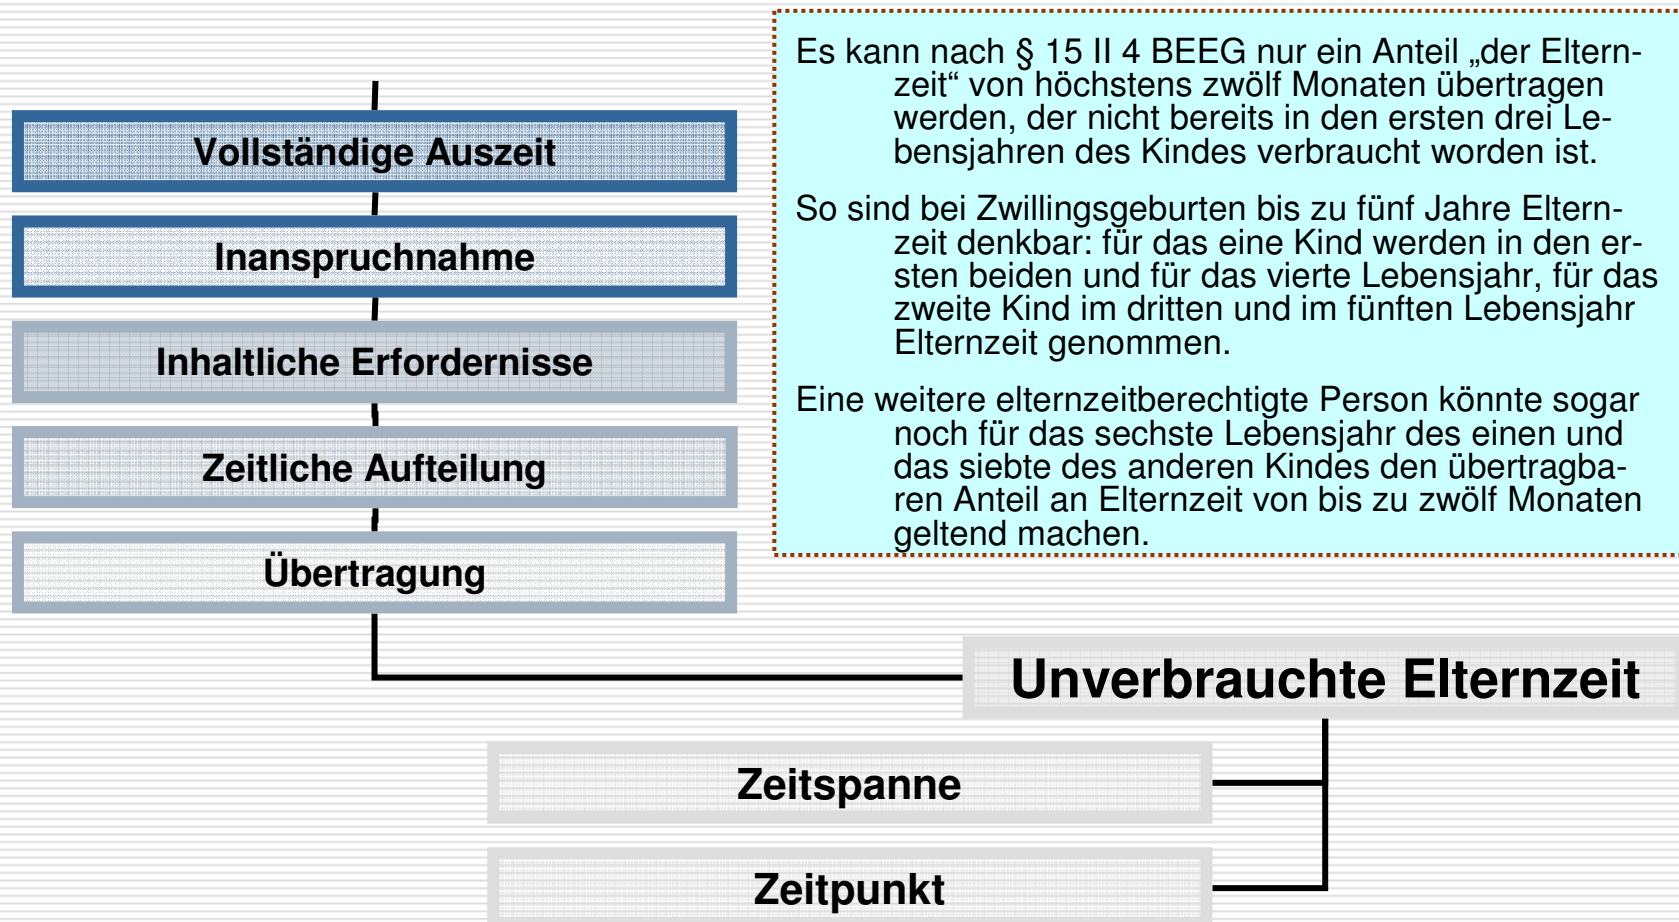 Vollständige Auszeit
Inanspruchnahme
Inhaltliche Erfordernisse
Zeitliche Aufteilung
Übertragung
Es kann nach § 15 II 4 BEEG nur ein Anteil „der Eltern-
zeit“ von höchstens zwölf Monaten übertragen
werden, der nicht bereits in den ersten drei Le-
bensjahren des Kindes verbraucht worden ist.
So sind bei Zwillingsgeburten bis zu fünf Jahre Eltern-
zeit denkbar: für das eine Kind werden in den er-
sten beiden und für das vierte Lebensjahr, für das
zweite Kind im dritten und im fünften Lebensjahr
Elternzeit genommen.
Eine weitere elternzeitberechtigte Person könnte sogar
noch für das sechste Lebensjahr des einen und
das siebte des anderen Kindes den übertragba-
ren Anteil an Elternzeit von bis zu zwölf Monaten
geltend machen.
Unverbrauchte Elternzeit
Zeitspanne
Zeitpunkt